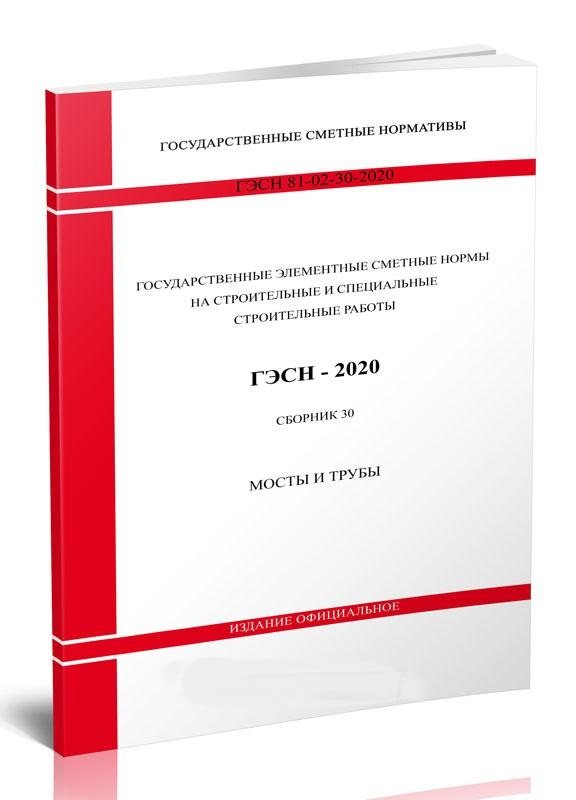 ГОСУДАРСТВЕННЫЕ СМЕТНЫЕ НОРМАТИВЫ
ГЭСН 81-02-30-2020
ГОСУДАРСТВЕННЫЕ ЭЛЕМЕНТНЫЕ СМЕТНЫЕ НОРМЫ
НА СТРОИТЕЛЬНЫЕ И СПЕЦИАЛЬНЫЕ
СТРОИТЕЛЬНЫЕ РАБОТЫ
ГЭСН - 2020
СБОРНИК 30
МОСТЫ И ТРУБЫ
ИЗДАНИЕ ОФИЦИАЛЬНОЕ